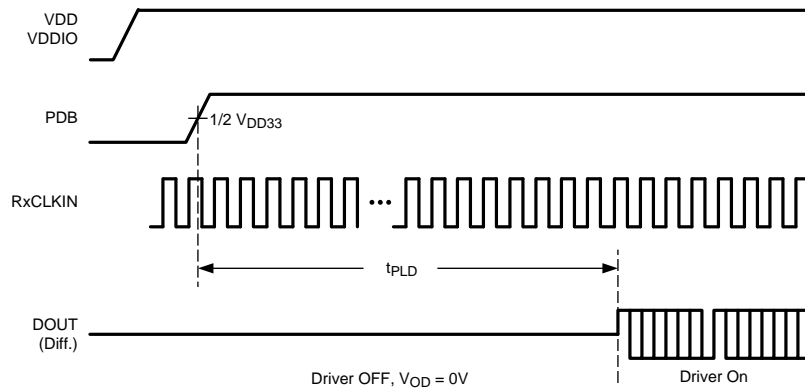 VDD
VDDIO
PDB
1/2 VDD33
RxCLKIN
•••
tPLD
DOUT
(Diff.)
Driver OFF, VOD = 0V
Driver On